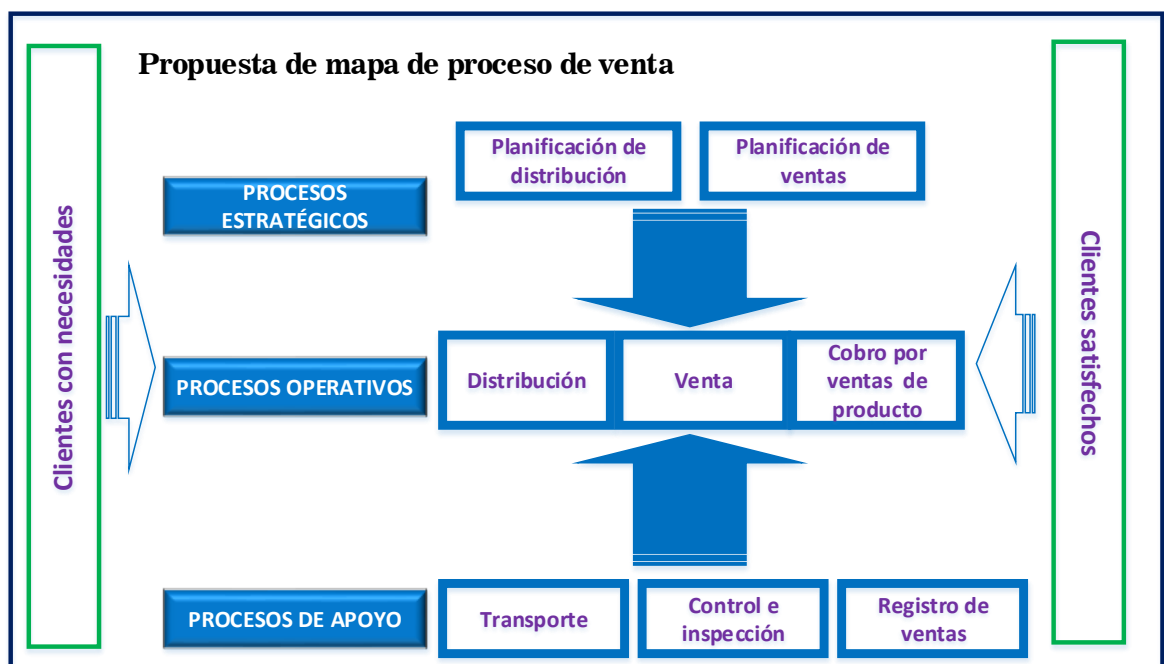 Propuesta de mapa de proceso de venta
Clientes con necesidades
Planificación de
distribución
Planificación de
ventas
PROCESOS
ESTRATÉGICOS
PROCESOS OPERATIVOS
Distribución
Venta
Cobro por
ventas de
producto
Clientes satisfechos
PROCESOS DE APOYO
Transporte
Control e
inspección
Registro de
ventas